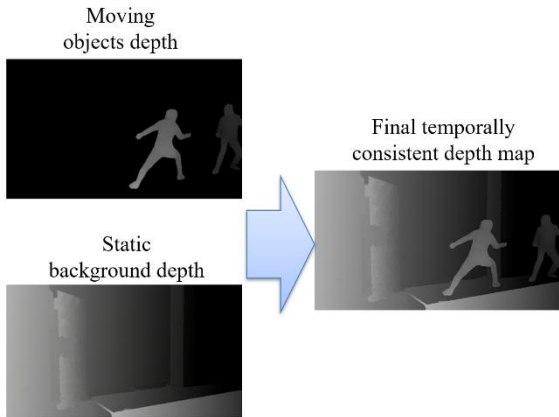 Moving
objects depth
Static
background depth
Final temporally
consistent depth map